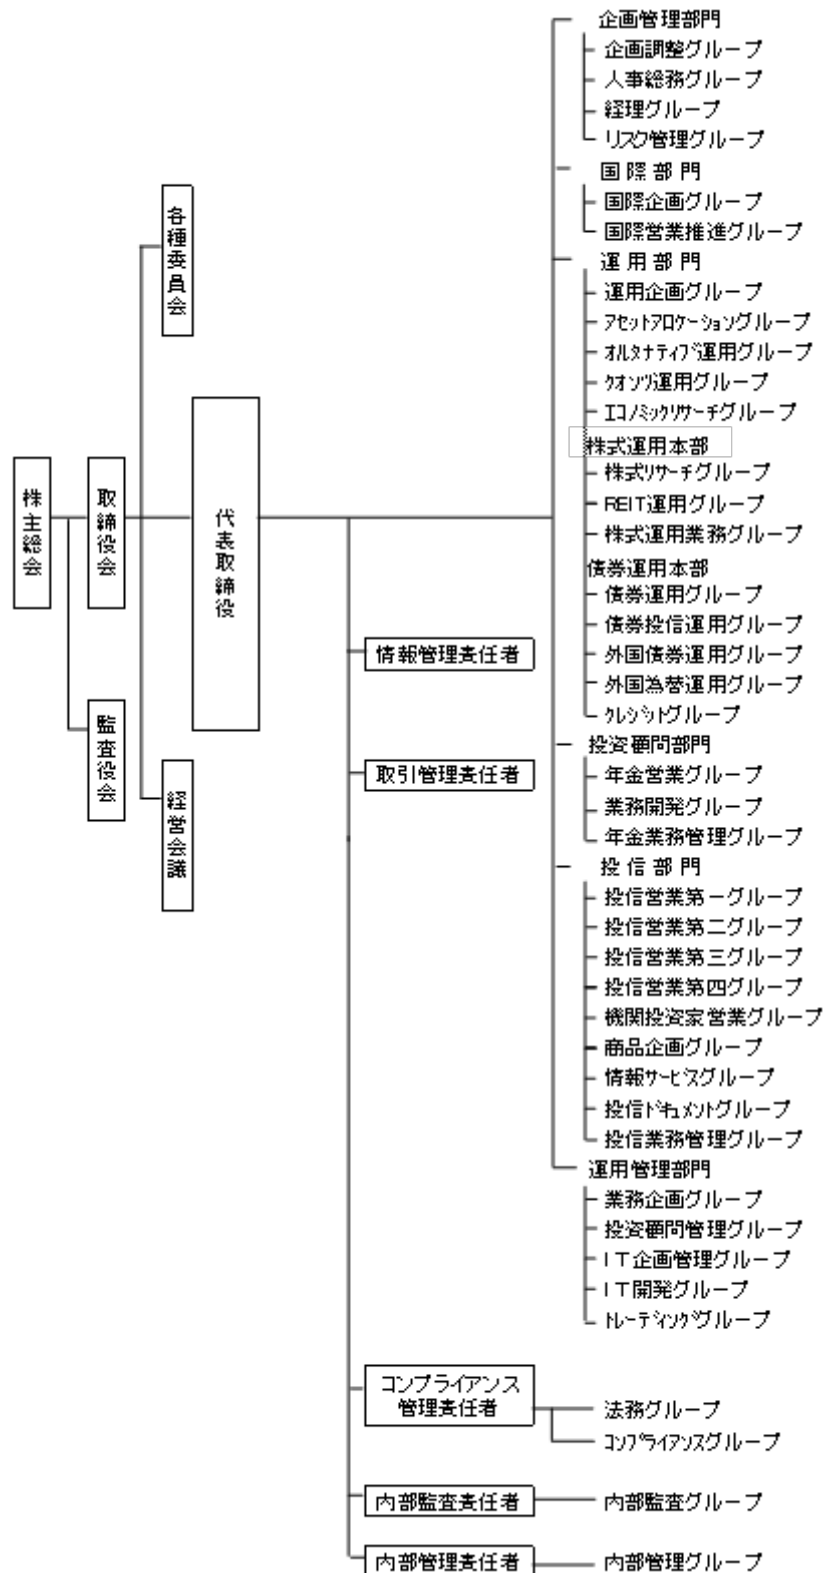 株主総会
取締役会
監査役会
各種委員会
経営会議
代表取締役
情報管理責任者
取引管理責任者
コンプライアンス
管理責任者
内部監査責任者
内部管理責任者
企画管理部門
企画調整グループ
人事総務グループ
経理グループ
リスク管理グループ
国際部門
国際企画グループ
国際営業推進グループ
運用部門
運用企画グループ
アセットアロケーショングループ
オルタナティブ運用グループ
クオンツ運用グループ
エコノミックリサーチグループ
株式運用本部
株式リサーチグループ
REIT運用グループ
株式運用業務グループ
債券運用本部
債券運用グループ
債券投信運用グループ
外国債券運用グループ
外国為替運用グループ
クレジットグループ
投資顧問部門
年金営業グループ
業務開発グループ
年金業務管理グループ
投信部門
投信営業第一グループ
投信営業第二グループ
投信営業第三グループ
投信営業第四グループ
機関投資家営業グループ
商品企画グループ
情報サービスグループ
投信ドキュメントグループ
投信業務管理グループ
運用管理部門
業務企画グループ
投資顧問管理グループ
IT企画管理グループ
IT開発グループ
トレーディンググループ
法務グループ
コンプライアンスグループ
内部監査グループ
内部管理グループ